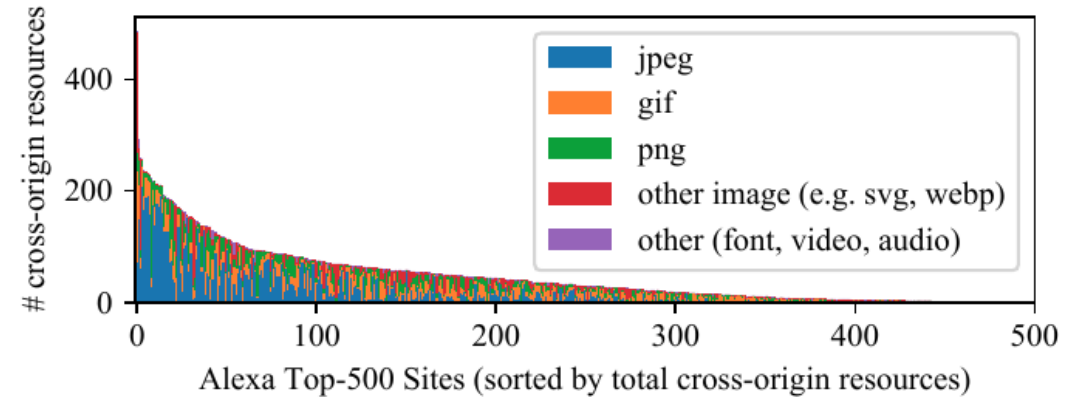 # cross-origin resources
400
200
0
jpeg
gif
png
other image (e.g. svg, webp)
other (font, video, audio)
0 100 200 300 400 500
Alexa Top-500 Sites (sorted by total cross-origin resources)